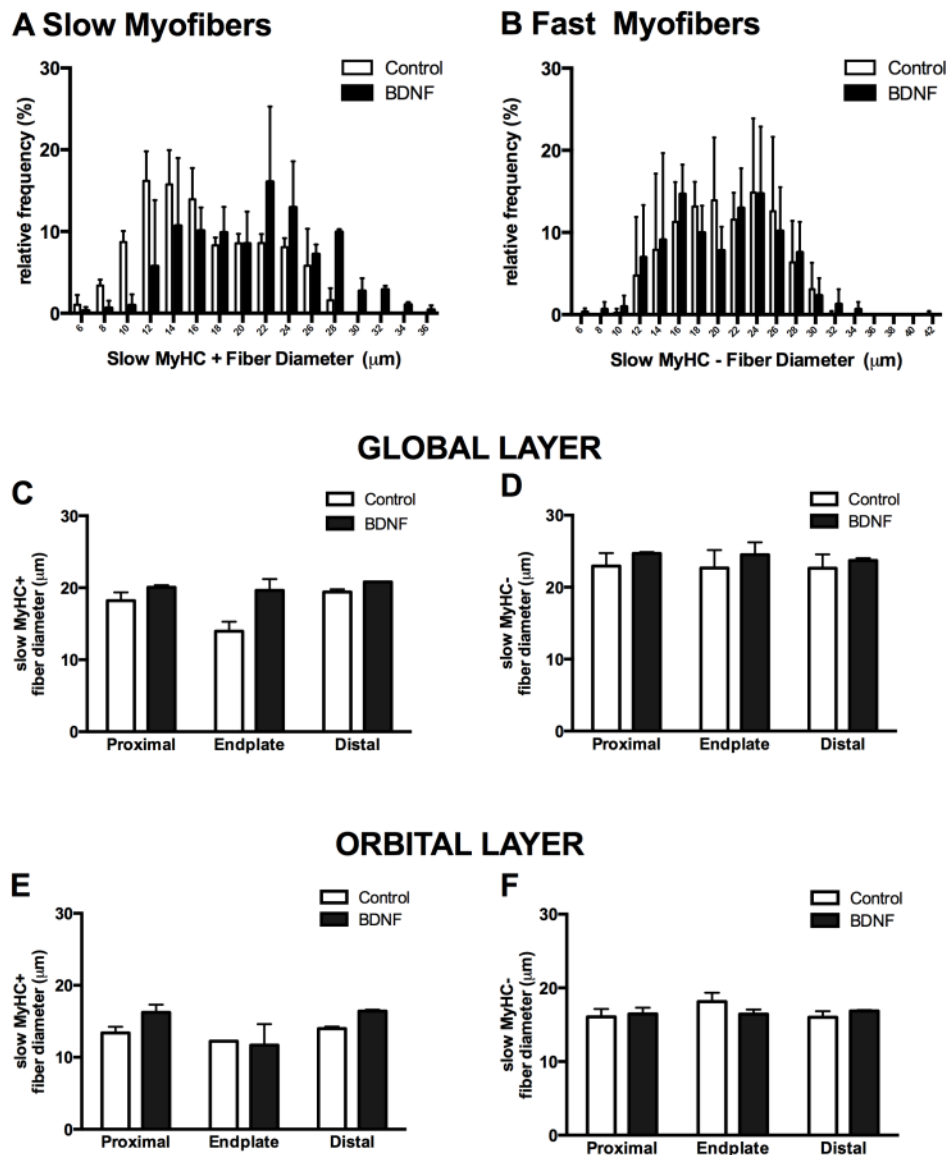 A Slow Myofibers
B Fast Myofibers
30
20
10
0
relative frequency (%)
Control
BDNF
6 8 10 12 14 16 18 20 22 24 26 28 30 32 34 36
Slow MyHC + Fiber Diameter (μm)
30
20
10
0
relative frequency (%)
Control
BDNF
6 8 10 12 14 16 18 20 22 24 26 28 30 32 34 36 38 40 42
Slow MyHC - Fiber Diameter (μm)
GLOBAL LAYER
C
30
20
10
0
slow MyHC+
fiber diameter (μm)
Control
BDNF
Proximal Endplate Distal
D
30
20
10
0
slow MyHC-
fiber diameter (μm)
Control
BDNF
Proximal Endplate Distal
ORBITAL LAYER
E
30
20
10
0
slow MyHC+
fiber diameter (μm)
Control
BDNF
Proximal Endplate Distal
F
30
20
10
0
slow MyHC-
fiber diameter (μm)
Control
BDNF
Proximal Endplate Distal